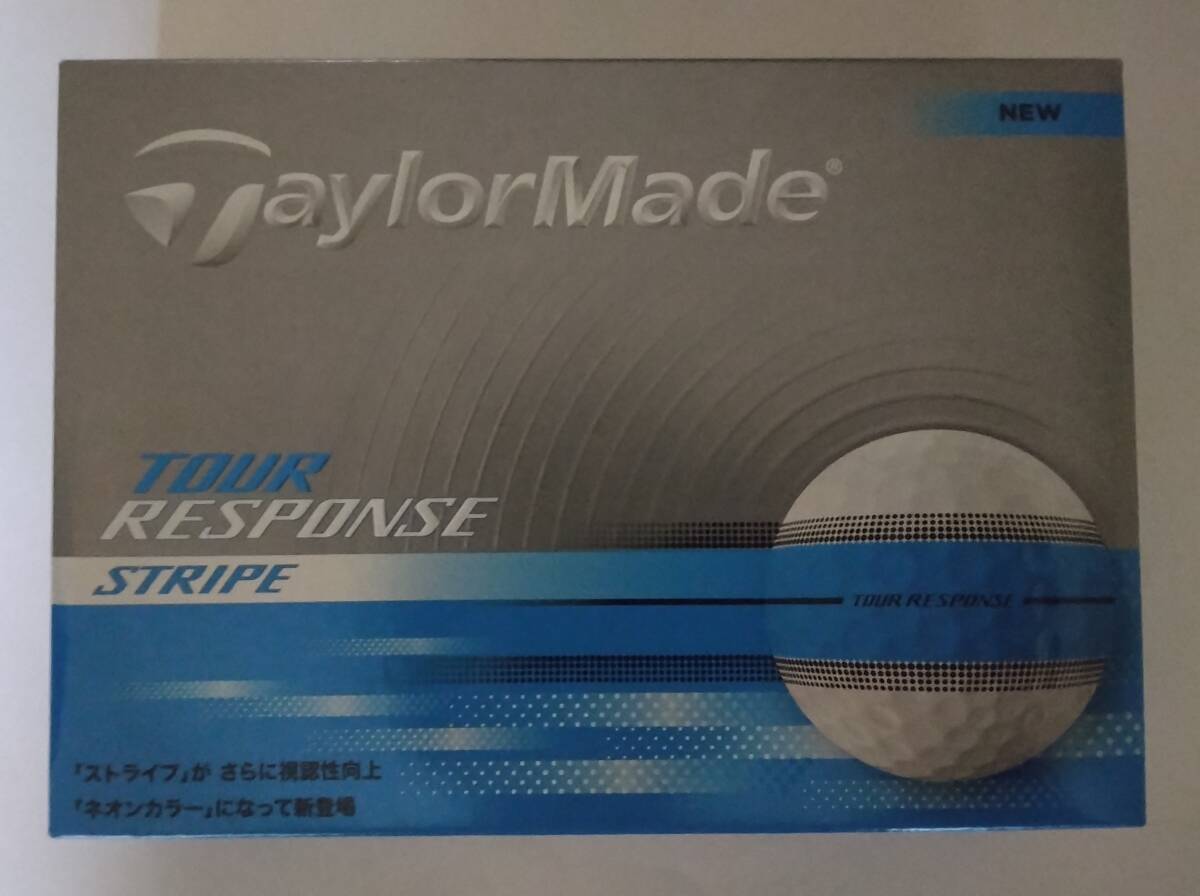 NEW
TaylorMade®
TOUR
RESPONSE
STRIPE
TOUR RESPONSE
「ストライプ」が さらに視認性向上
「ネオンカラー」になって新登場